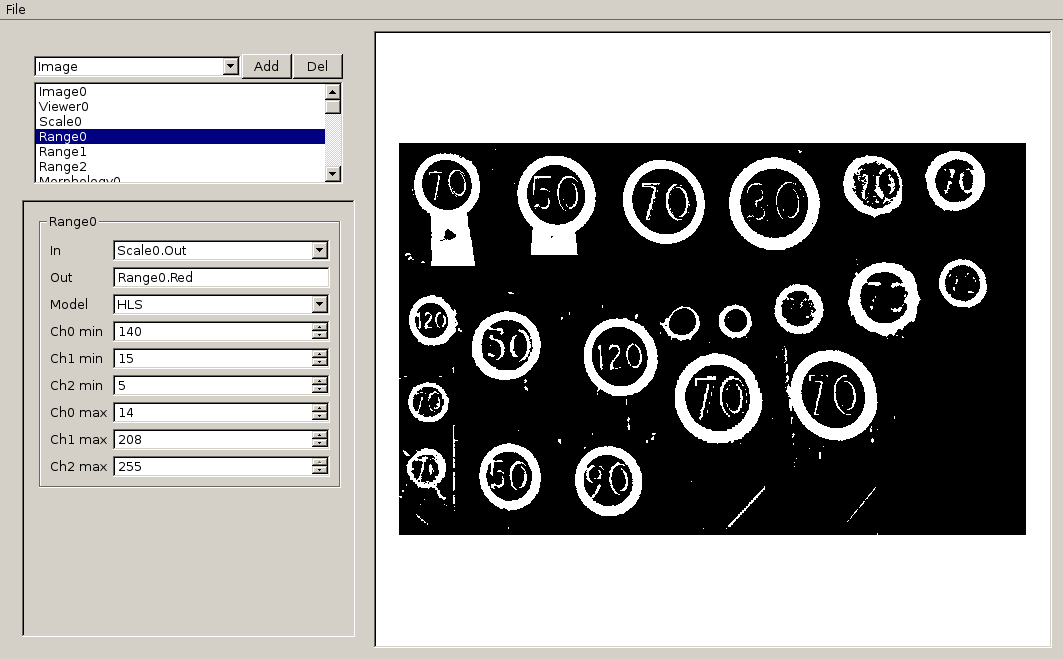 File
Image Add Del
Image0
Viewer0
Scale0
Range0
Range1
Range2
Morphology0
Range0
In Scale0.Out
Out Range0.Red
Model HLS
Ch0 min 140
Ch1 min 15
Ch2 min 5
Ch0 max 14
Ch1 max 208
Ch2 max 255
70 50 70 30 70 70
120 50 120
70 70 70
70 50 90